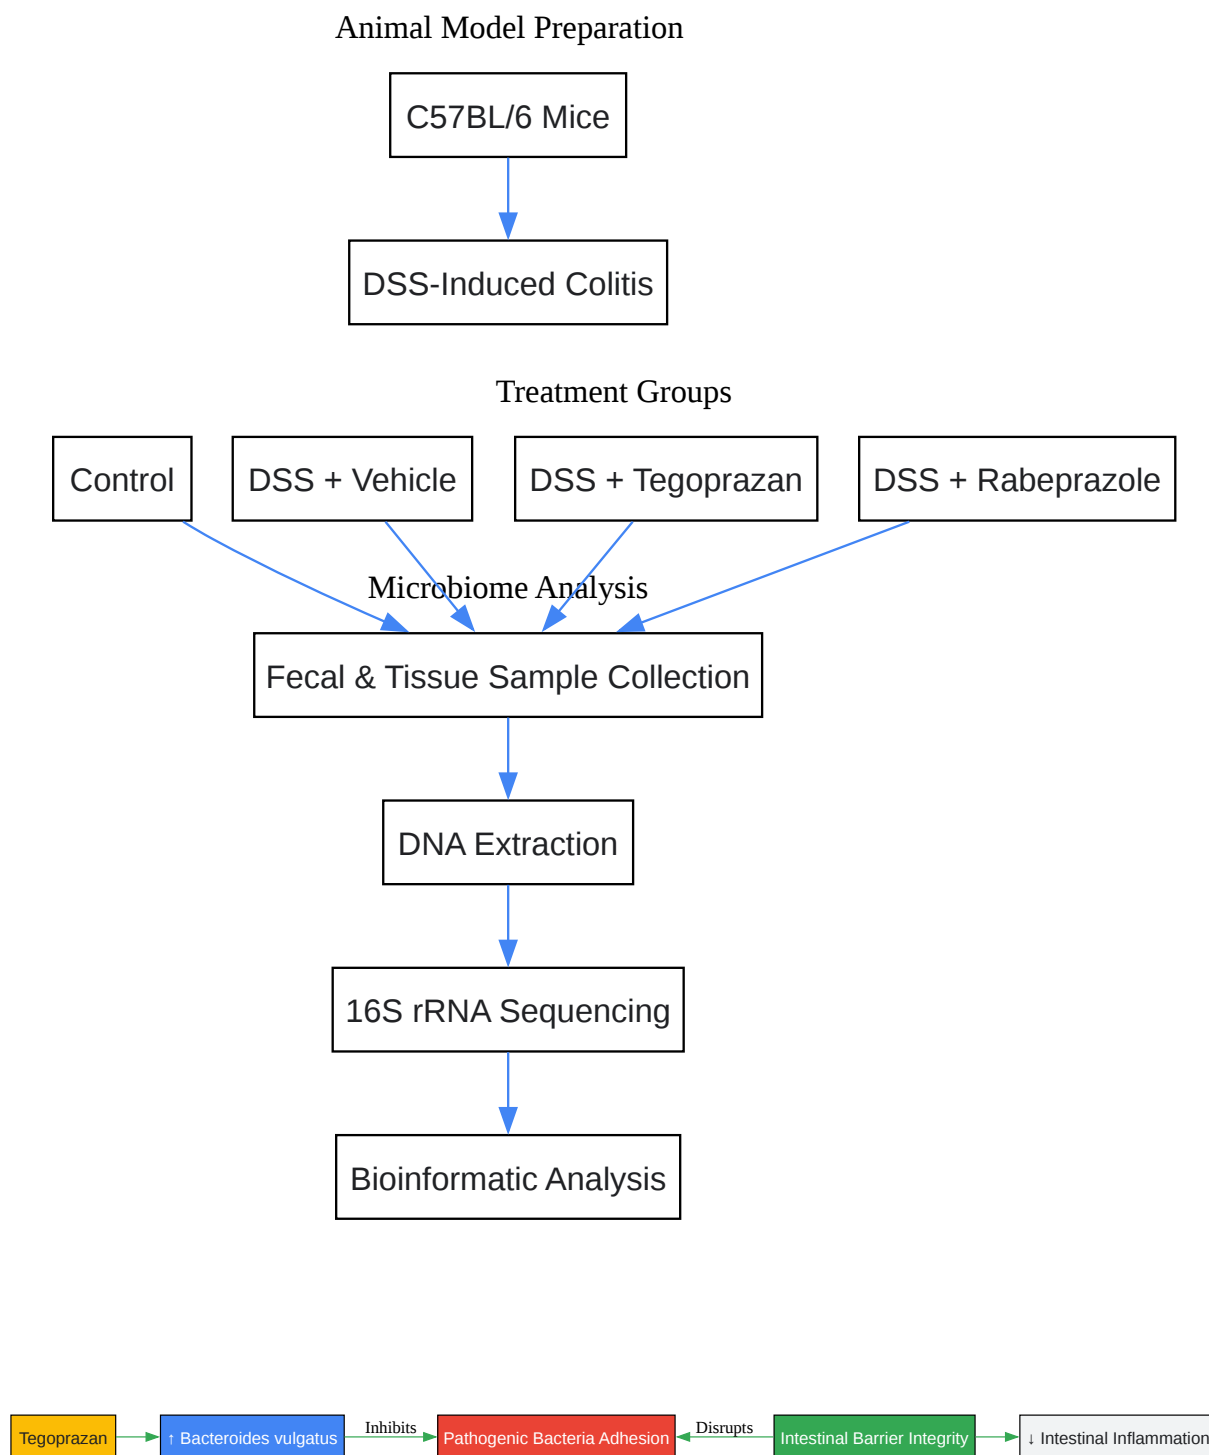 Animal Model Preparation
C57BL/6 Mice
DSS-Induced Colitis
Treatment Groups
Control
DSS + Vehicle
DSS + Tegoprazan
DSS + Rabeprazole
Microbiome Analysis
Fecal & Tissue Sample Collection
DNA Extraction
16S rRNA Sequencing
Bioinformatic Analysis
Tegoprazan
↑ Bacteroides vulgatus
Inhibits
Pathogenic Bacteria Adhesion
Disrupts
Intestinal Barrier Integrity
↓ Intestinal Inflammation